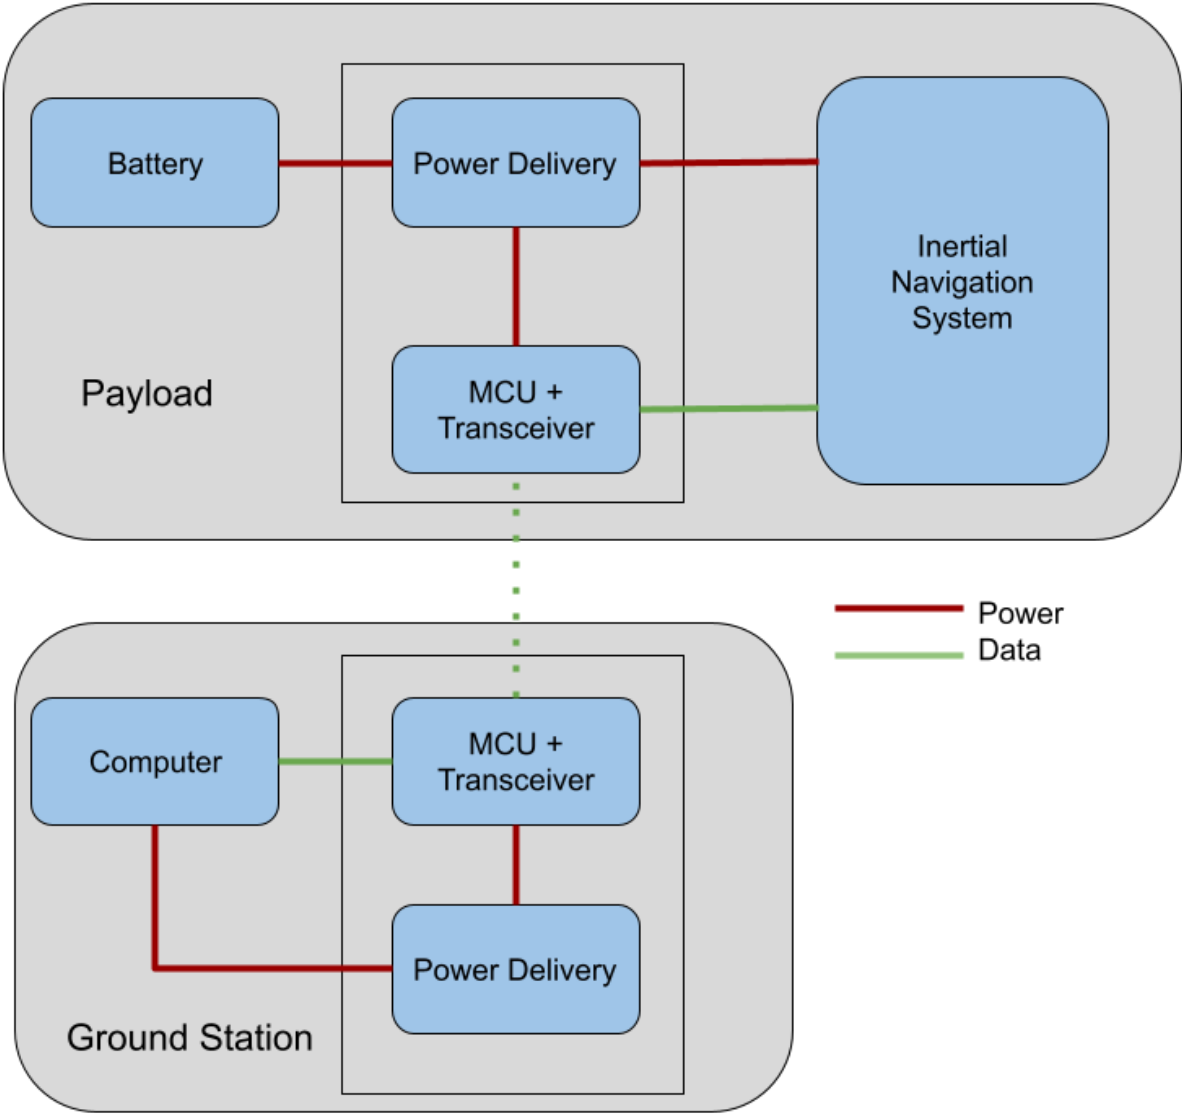 Battery
Power Delivery
Inertial
Navigation
System
Payload
MCU +
Transceiver
Power
Data
Computer
MCU +
Transceiver
Power Delivery
Ground Station